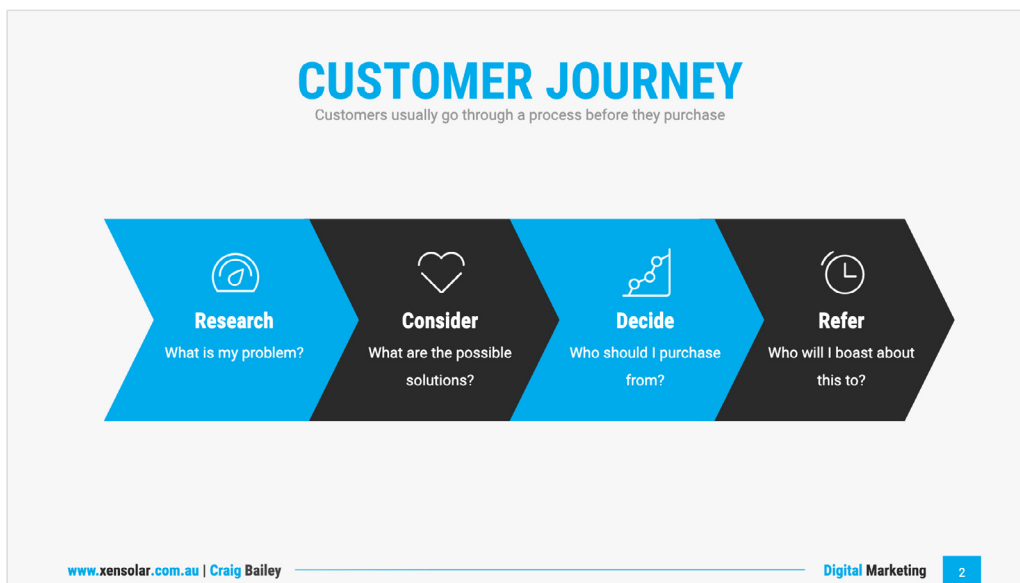 CUSTOMER JOURNEY
Customers usually go through a process before they purchase
Research
What is my problem?
Consider
What are the possible
solutions?
Decide
Who should I purchase
from?
Refer
Who will I boast about
this to?
www.xensolar.com.au | Craig Bailey
Digital Marketing
2